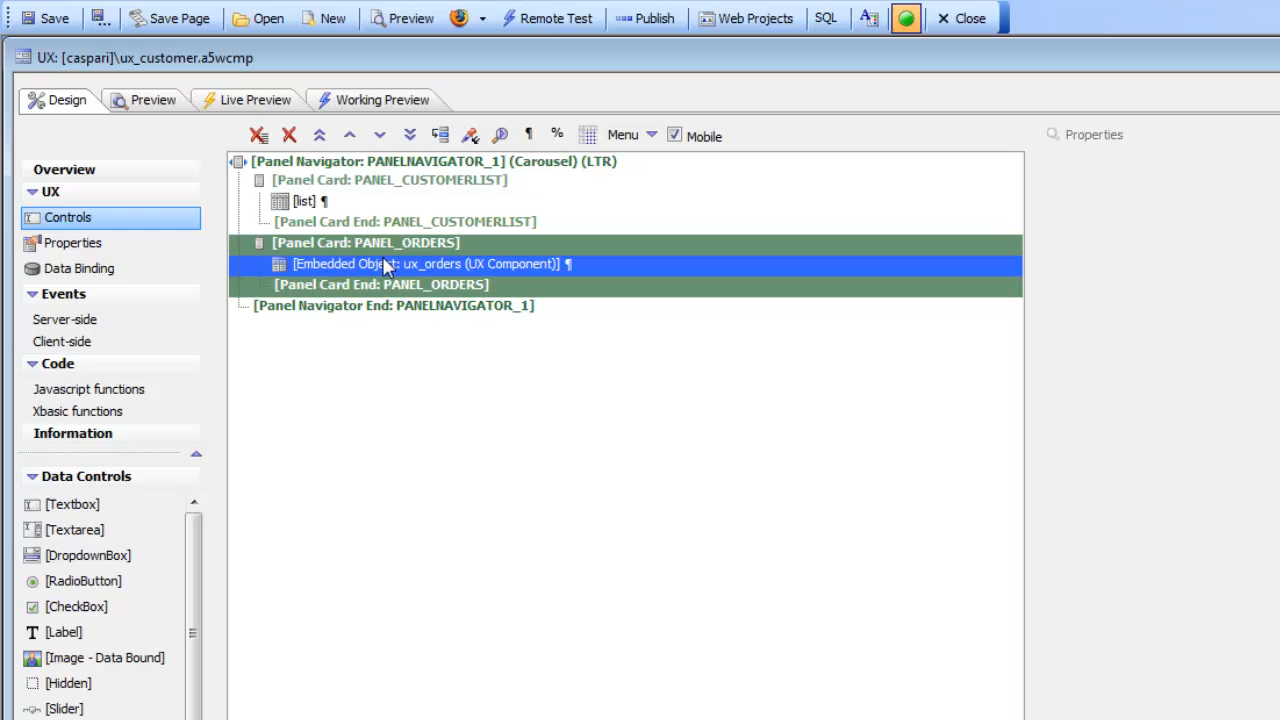 Save Save Page Open New Preview Remote Test Publish Web Projects SQL Close
UX: [caspari]\ux_customer.a5wcmp
Design Preview Live Preview Working Preview
¶ % Menu Mobile Properties
Overview
UX
Controls
Properties
Data Binding
Events
Server-side
Client-side
Code
Javascript functions
Xbasic functions
Information
Data Controls
[Textbox]
[Textarea]
[DropdownBox]
[RadioButton]
[CheckBox]
[Label]
[Image - Data Bound]
[Hidden]
[Slider]
[Panel Navigator: PANELNAVIGATOR_1] (Carousel) (LTR)
[Panel Card: PANEL_CUSTOMERLIST]
[list] ¶
[Panel Card End: PANEL_CUSTOMERLIST]
[Panel Card: PANEL_ORDERS]
[Embedded Object: ux_orders (UX Component)] ¶
[Panel Card End: PANEL_ORDERS]
[Panel Navigator End: PANELNAVIGATOR_1]